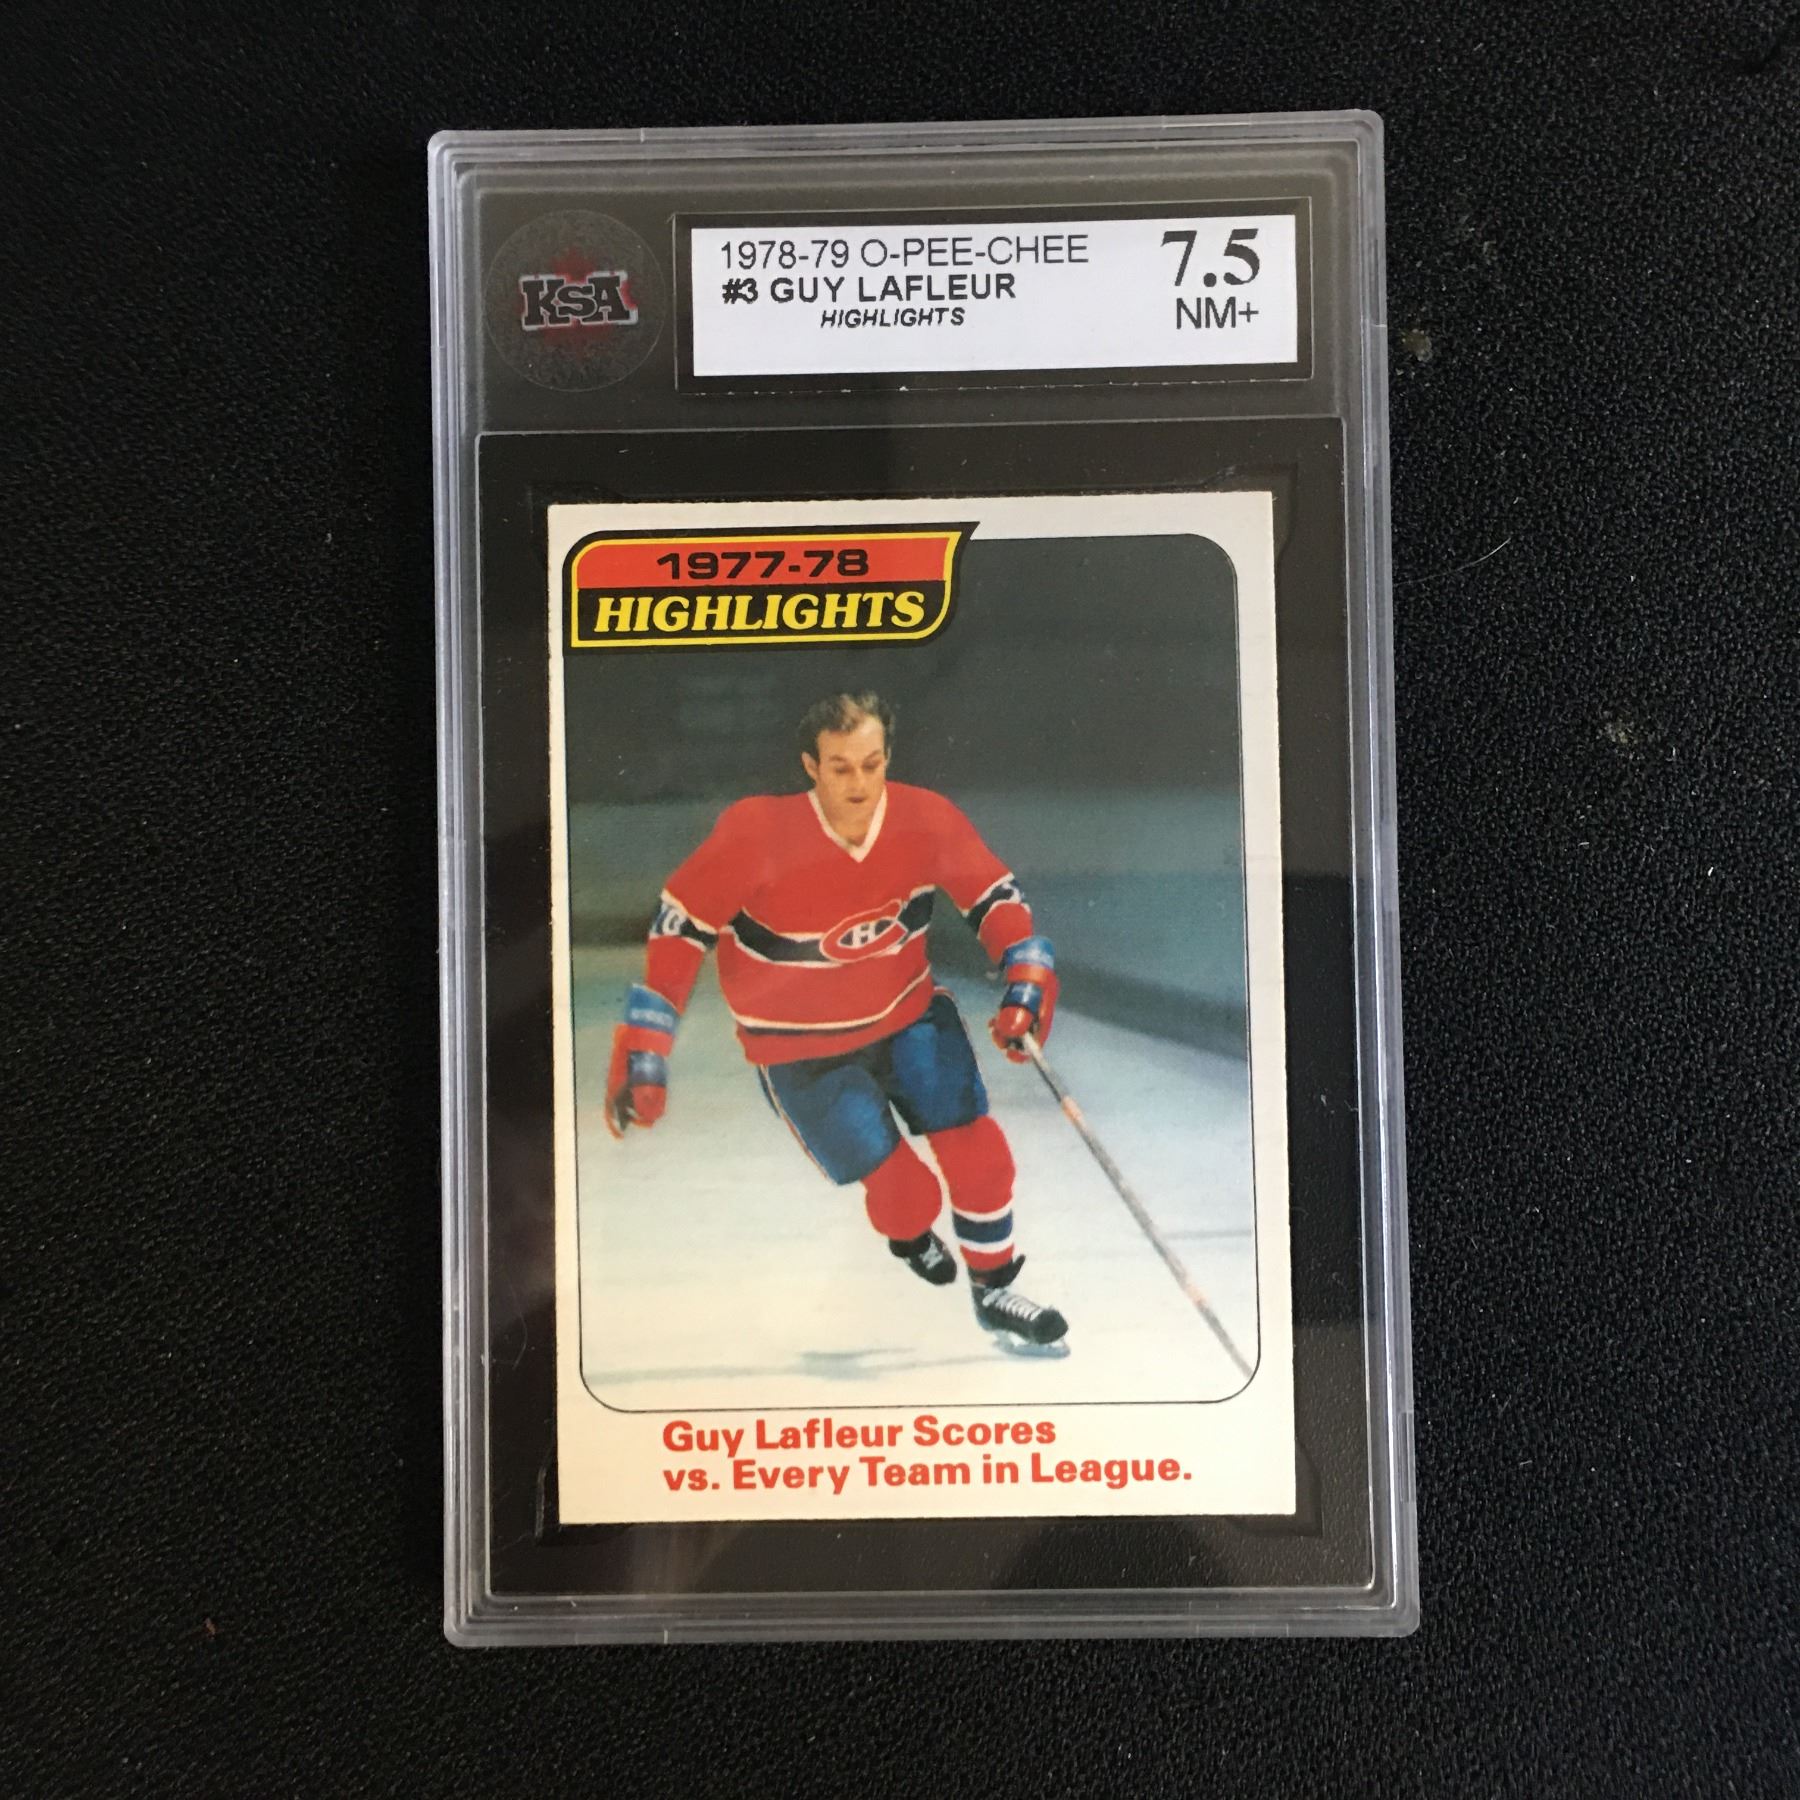 KSA
1978-79 O-PEE-CHEE
7.5
#3 GUY LAFLEUR
NM+
HIGHLIGHTS
1977-78
HIGHLIGHTS
10
H
Guy Lafleur Scores
vs. Every Team in League.